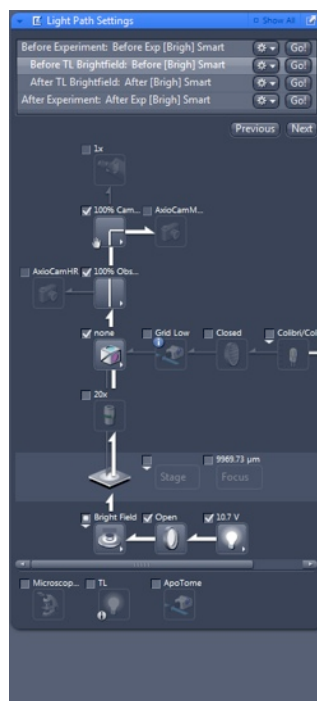 Light Path Settings
Show All
Before Experiment: Before Exp [Brigh] Smart
Go!
Before TL Brightfield: Before [Brigh] Smart
Go!
After TL Brightfield: After [Brigh] Smart
Go!
After Experiment: After Exp [Brigh] Smart
Go!
Previous Next
1x
100% Cam... AxioCamM...
AxioCamHR 100% Obs...
none Grid Low Closed Colibri/Col
20x
9969.73 µm
Stage Focus
Bright Field Open 10.7 V
Microscop... TL ApoTome